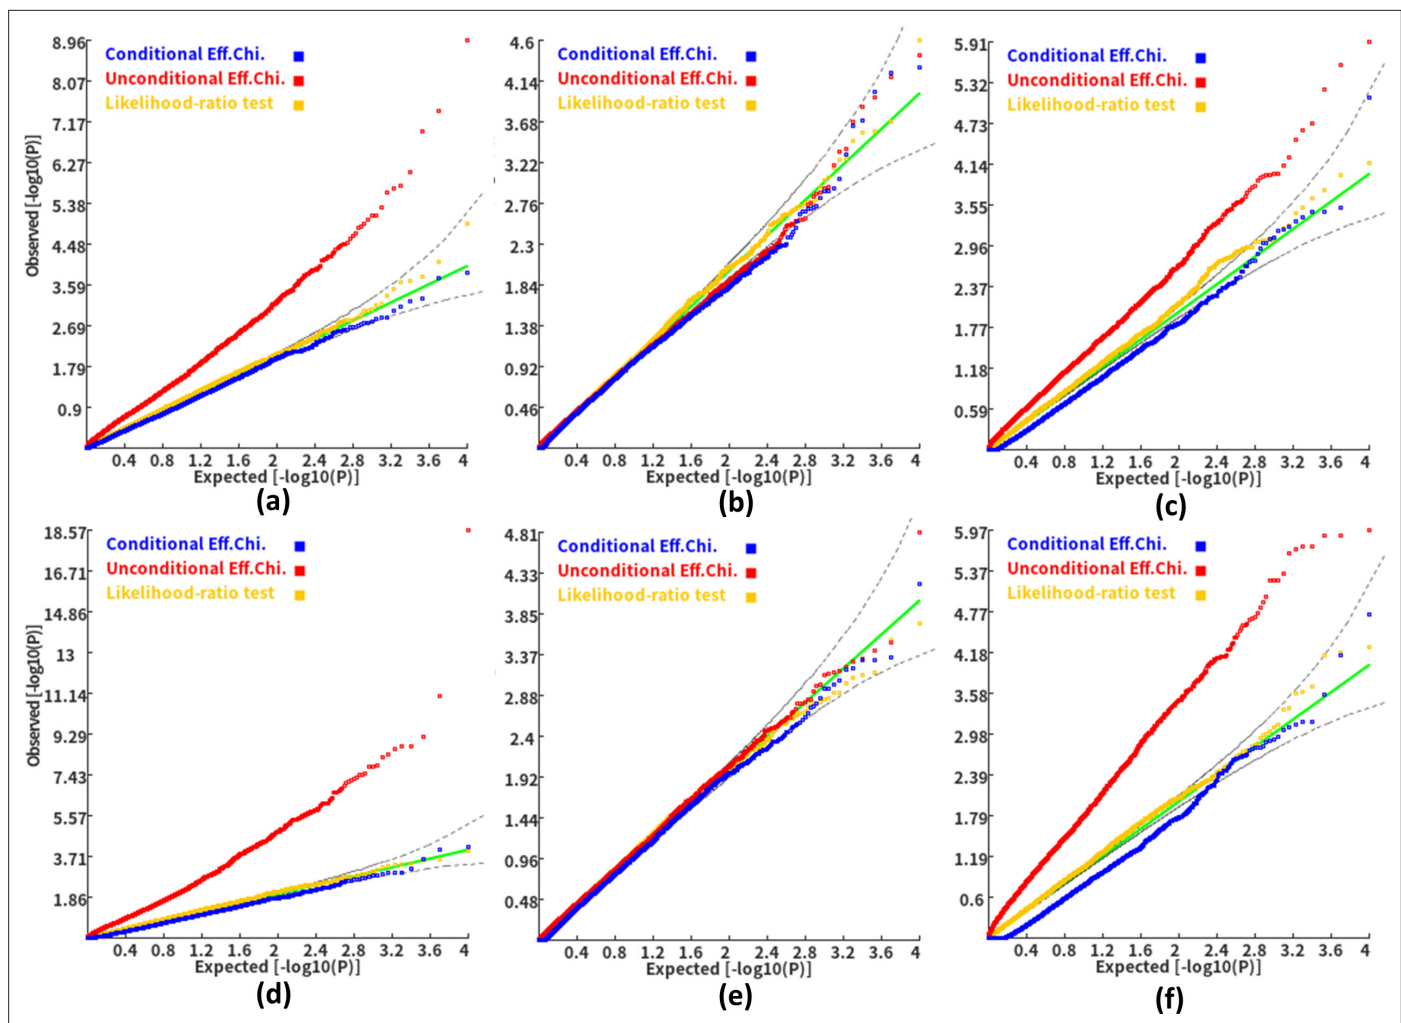 Conditional Eff.Chi.
Unconditional Eff.Chi.
Likelihood-ratio test
Observed [-log10(P)]
8.96
8.07
7.17
6.27
5.38
4.48
3.59
2.69
1.79
0.9
0.4 0.8 1.2 1.6 2 2.4 2.8 3.2 3.6 4
Expected [-log10(P)]
(a)
Conditional Eff.Chi.
Unconditional Eff.Chi.
Likelihood-ratio test
4.6
4.14
3.68
3.22
2.76
2.3
1.84
1.38
0.92
0.46
0.4 0.8 1.2 1.6 2 2.4 2.8 3.2 3.6 4
Expected [-log10(P)]
(b)
Conditional Eff.Chi.
Unconditional Eff.Chi.
Likelihood-ratio test
5.91
5.32
4.73
4.14
3.55
2.96
2.37
1.77
1.18
0.59
0.4 0.8 1.2 1.6 2 2.4 2.8 3.2 3.6 4
Expected [-log10(P)]
(c)
Conditional Eff.Chi.
Unconditional Eff.Chi.
Likelihood-ratio test
Observed [-log10(P)]
18.57
16.71
14.86
13
11.14
9.29
7.43
5.57
3.71
1.86
0.4 0.8 1.2 1.6 2 2.4 2.8 3.2 3.6 4
Expected [-log10(P)]
(d)
Conditional Eff.Chi.
Unconditional Eff.Chi.
Likelihood-ratio test
4.81
4.33
3.85
3.37
2.88
2.4
1.92
1.44
0.96
0.48
0.4 0.8 1.2 1.6 2 2.4 2.8 3.2 3.6 4
Expected [-log10(P)]
(e)
Conditional Eff.Chi.
Unconditional Eff.Chi.
Likelihood-ratio test
5.97
5.37
4.77
4.18
3.58
2.98
2.39
1.79
1.19
0.6
0.4 0.8 1.2 1.6 2 2.4 2.8 3.2 3.6 4
Expected [-log10(P)]
(f)